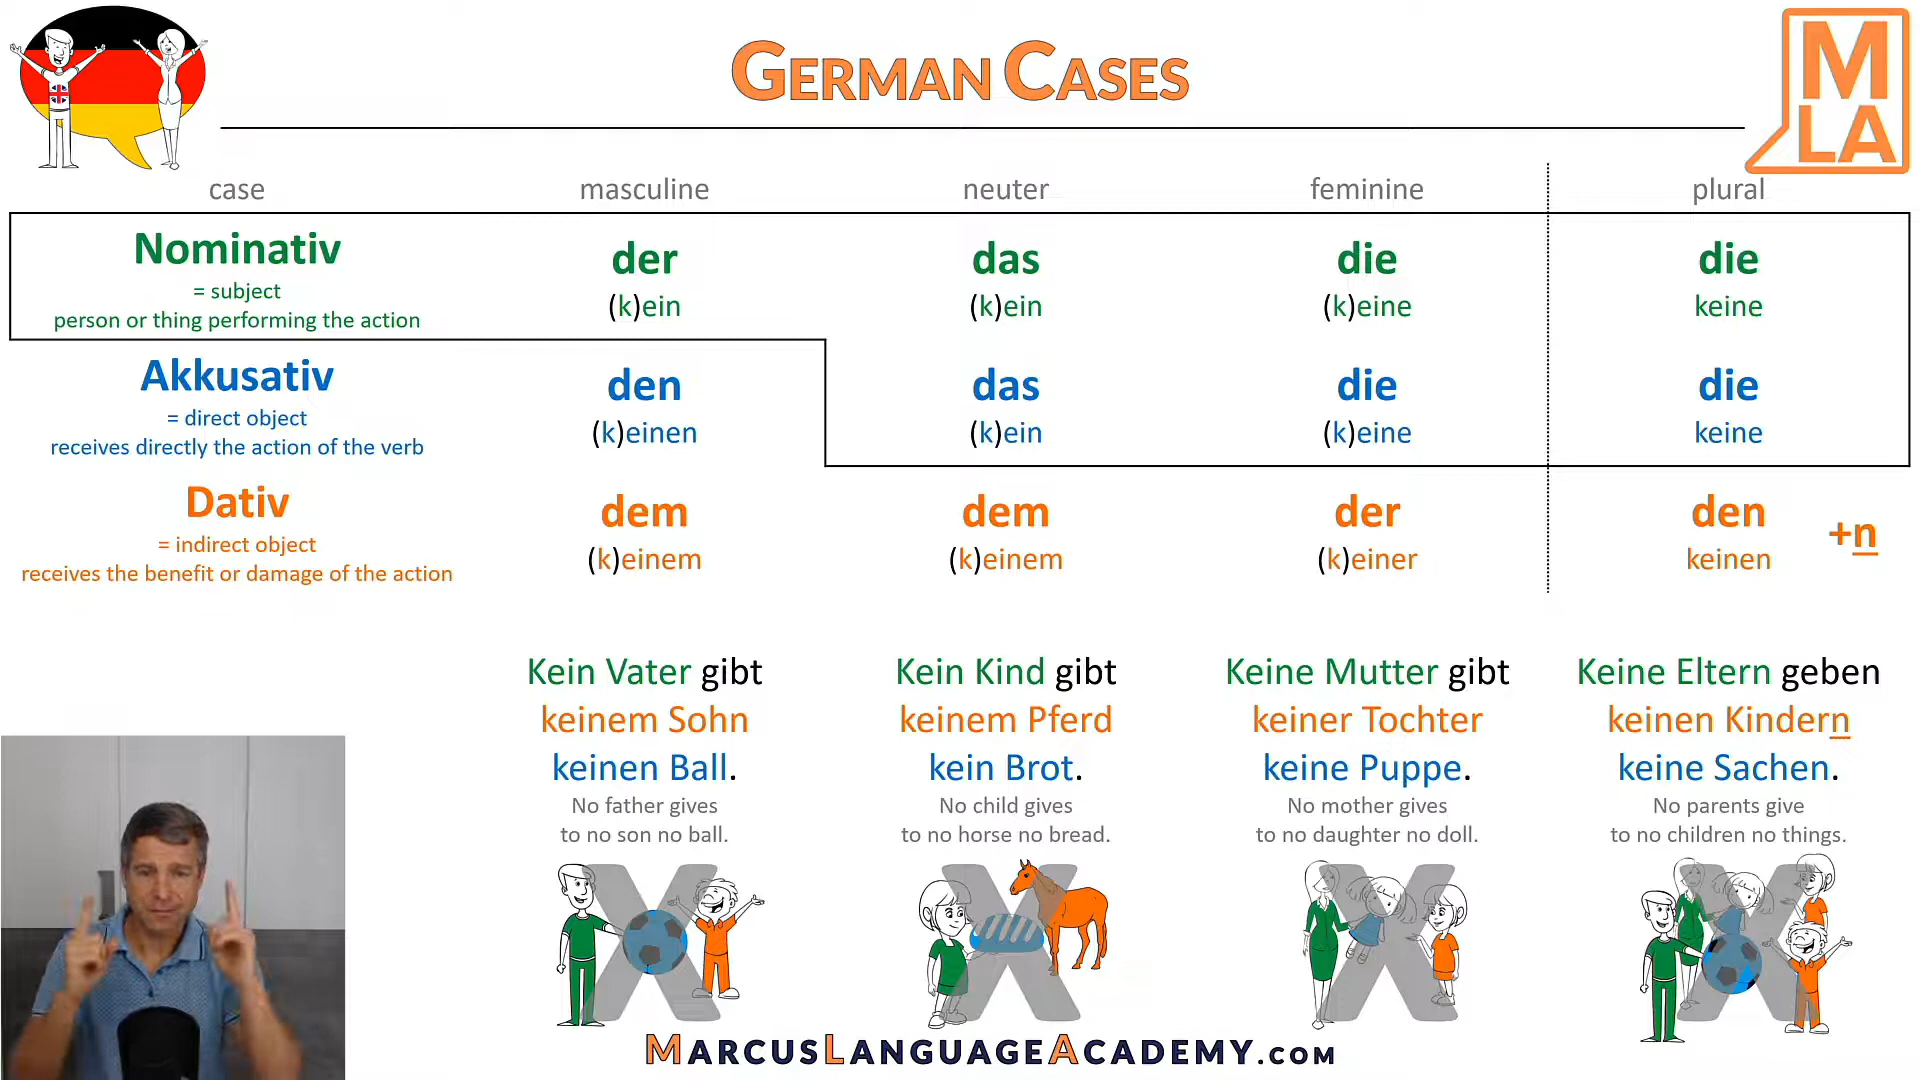 GERMAN CASES
M
LA
case masculine neuter feminine plural
Nominativ der das die die
= subject (k)ein (k)ein (k)eine keine
person or thing performing the action
Akkusativ den das die die
= direct object (k)einen (k)ein (k)eine keine
receives directly the action of the verb
Dativ dem dem der den +n
= indirect object (k)einem (k)einem (k)einer keinen
receives the benefit or damage of the action
Kein Vater gibt
keinem Sohn
keinen Ball.
No father gives
to no son no ball.
Kein Kind gibt
keinem Pferd
kein Brot.
No child gives
to no horse no bread.
Keine Mutter gibt
keiner Tochter
keine Puppe.
No mother gives
to no daughter no doll.
Keine Eltern geben
keinen Kindern
keine Sachen.
No parents give
to no children no things.
X
X
X
X
MARCUSLANGUAGEACADEMY.COM